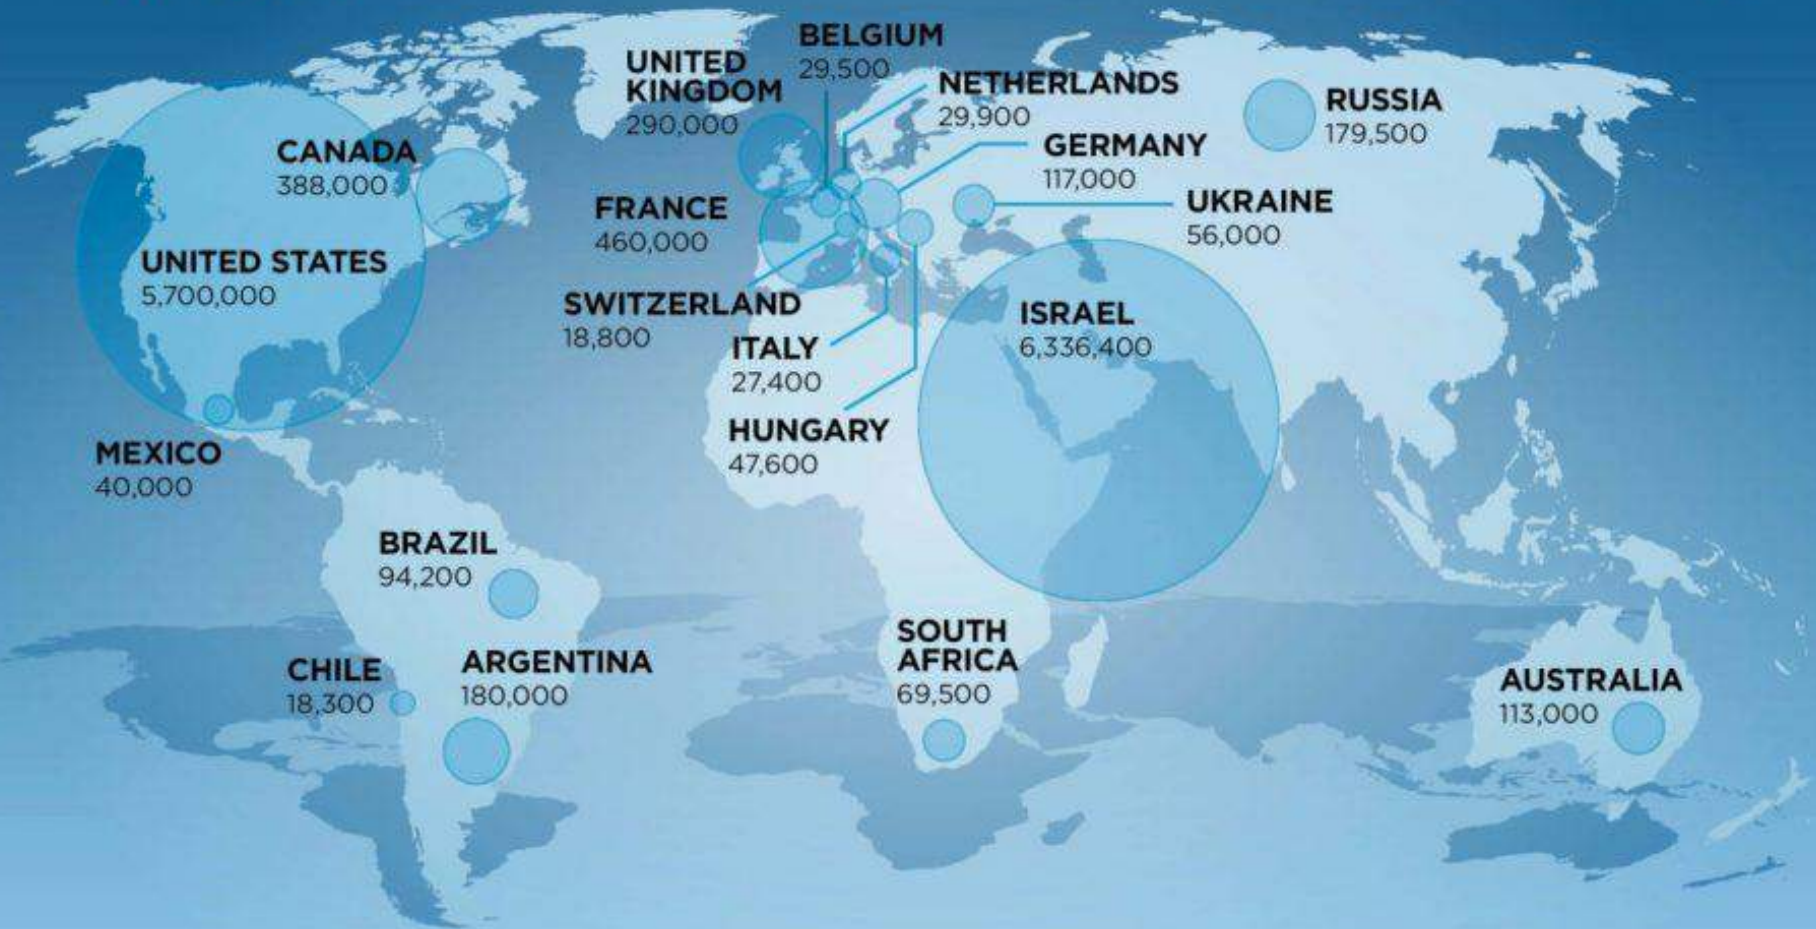 BELGIUM
29,500
UNITED
KINGDOM
290,000
NETHERLANDS
29,900
RUSSIA
179,500
CANADA
388,000
GERMANY
117,000
FRANCE
460,000
UKRAINE
56,000
UNITED STATES
5,700,000
SWITZERLAND
18,800
ISRAEL
6,336,400
ITALY
27,400
HUNGARY
47,600
MEXICO
40,000
BRAZIL
94,200
CHILE
18,300
ARGENTINA
180,000
SOUTH
AFRICA
69,500
AUSTRALIA
113,000